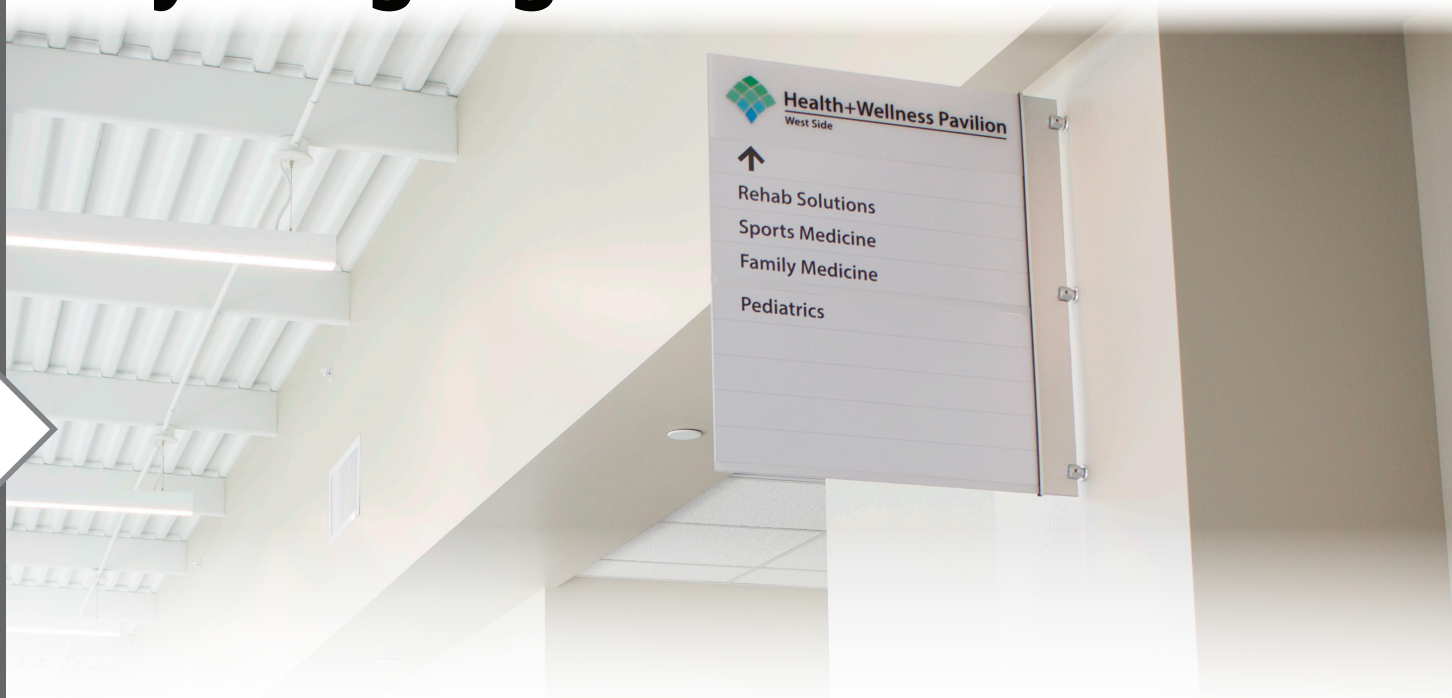 Health+Wellness Pavilion
West Side
↑
Rehab Solutions
Sports Medicine
Family Medicine
Pediatrics